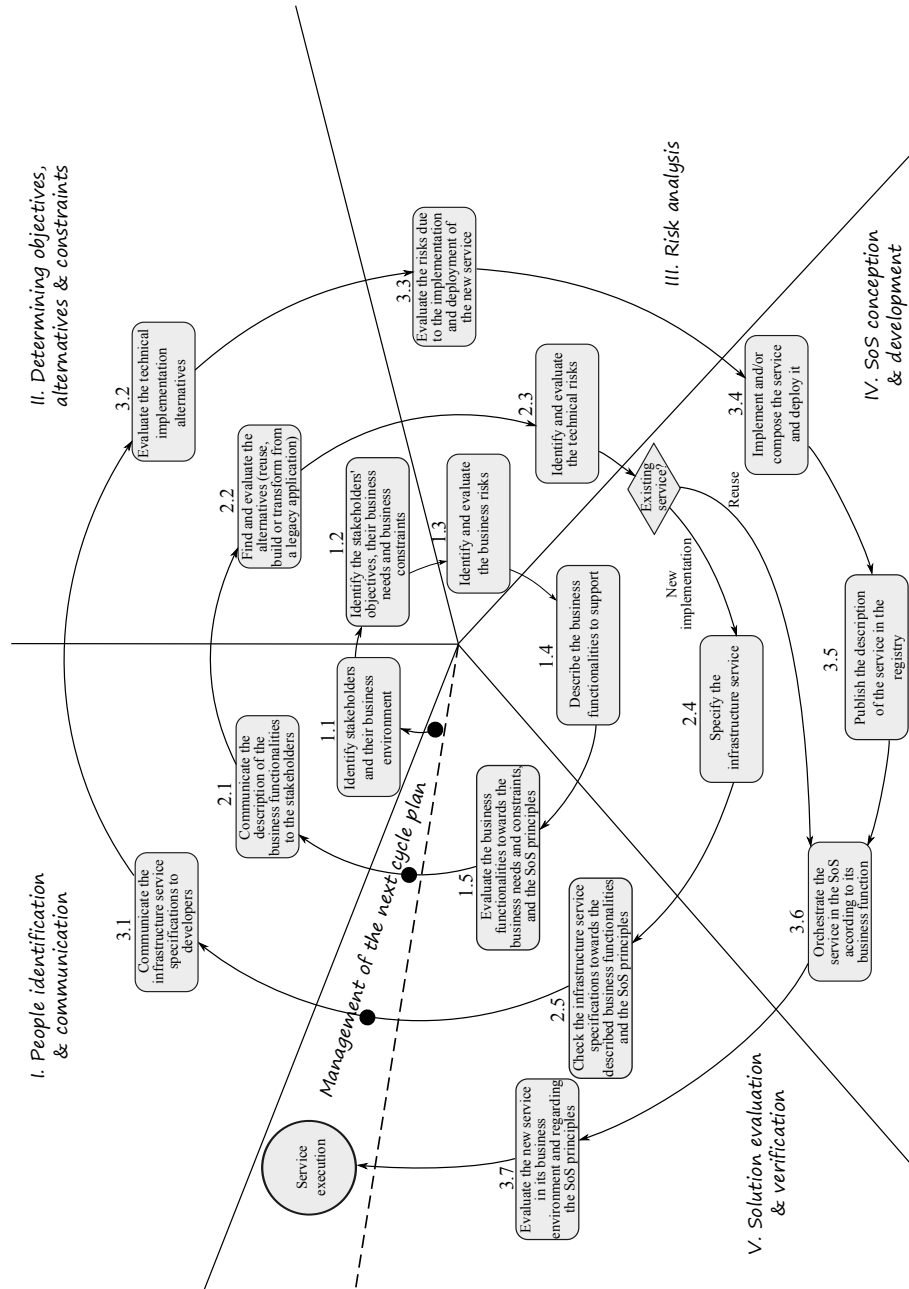 I. People identification
& communication
II. Determining objectives,
alternatives & constraints
III. Risk analysis
IV. SoS conception
& development
V. Solution evaluation
& verification
Management of the next cycle plan
1.1
Identify stakeholders
and their business
environment
1.2
Identify the stakeholders'
objectives, their business
needs and business
constraints
1.3
Identify and evaluate
the business risks
1.4
Describe the business
functionalities to support
1.5
Evaluate the business
functionalities towards the
business needs and constraints,
and the SoS principles
2.1
Communicate the
description of the
business functionalities
to the stakeholders
2.2
Find and evaluate the
alternatives (reuse,
build or transform from
a legacy application)
2.3
Identify and evaluate
the technical risks
Existing
service?
New
implementation
Reuse
2.4
Specify the
infrastructure service
2.5
Check the infrastructure service
specifications towards the
described business functionalities
and the SoS principles
3.1
Communicate the
infrastructure service
specifications to
developers
3.2
Evaluate the technical
implementation
alternatives
3.3
Evaluate the risks due
to the implementation
and deployment of
the new service
3.4
Implement and/or
compose the service
and deploy it
3.5
Publish the description
of the service in the
registry
3.6
Orchestrate the
service in the SoS
according to its
business function
3.7
Evaluate the new service
in its business
environment and regarding
the SoS principles
Service
execution